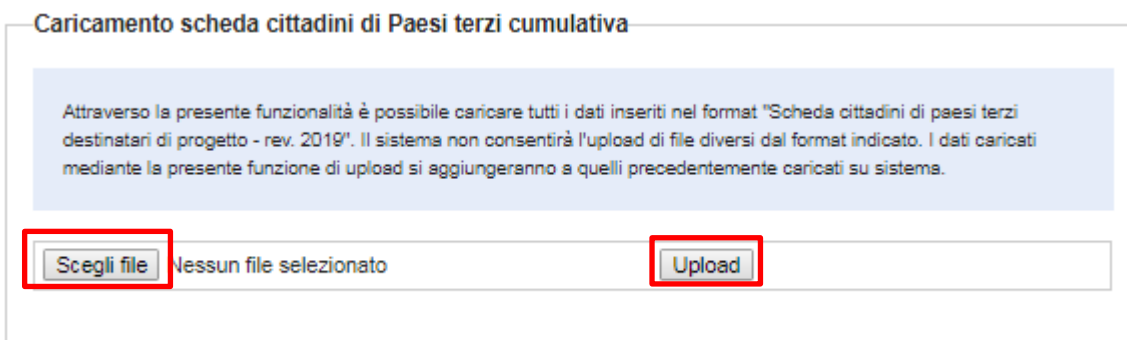 Caricamento scheda cittadini di Paesi terzi cumulativa
Attraverso la presente funzionalità è possibile caricare tutti i dati inseriti nel format "Scheda cittadini di paesi terzi
destinatari di progetto - rev. 2019". Il sistema non consentirà l'upload di file diversi dal format indicato. I dati caricati
mediante la presente funzione di upload si aggiungeranno a quelli precedentemente caricati su sistema.
Scegli file Nessun file selezionato Upload